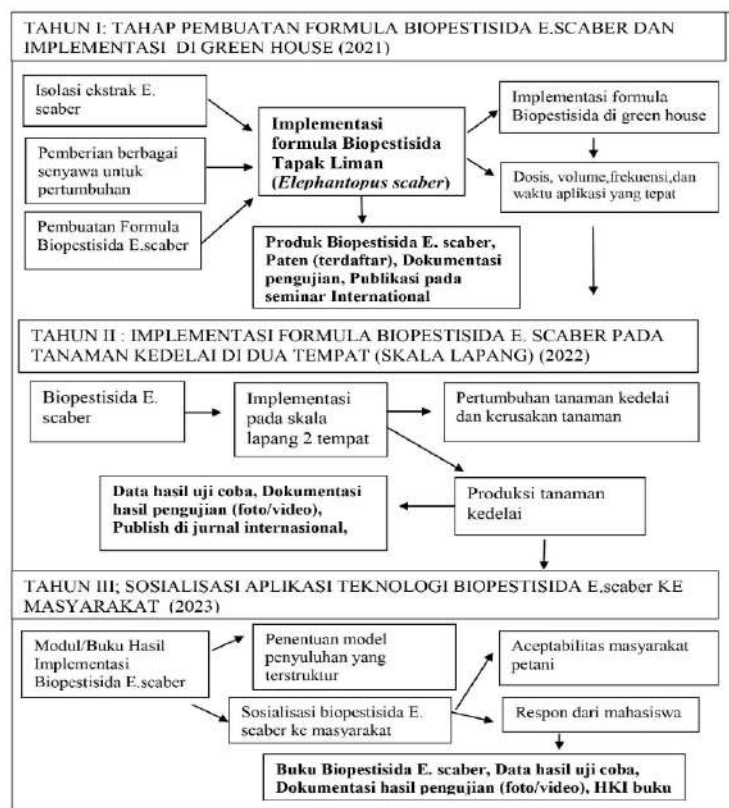 TAHUN I: TAHAP PEMBUATAN FORMULA BIOPESTISIDA E.SCABER DAN
IMPLEMENTASI DI GREEN HOUSE (2021)
Isolasi ekstrak E.
scaber
Pemberian berbagai
senyawa untuk
pertumbuhan
Pembuatan Formula
Biopestisida E.scaber
Implementasi
formula Biopestisida
Tapak Liman
(Elephantopus scaber)
Implementasi formula
Biopestisida di green house
Dosis, volume,frekuensi,dan
waktu aplikasi yang tepat
Produk Biopestisida E. scaber,
Paten (terdaftar), Dokumentasi
pengujian, Publikasi pada
seminar International
TAHUN II : IMPLEMENTASI FORMULA BIOPESTISIDA E. SCABER PADA
TANAMAN KEDELAI DI DUA TEMPAT (SKALA LAPANG) (2022)
Biopestisida E.
scaber
Implementasi
pada skala
lapang 2 tempat
Pertumbuhan tanaman kedelai
dan kerusakan tanaman
Data hasil uji coba, Dokumentasi
hasil pengujian (foto/video),
Publish di jurnal internasional,
Produksi tanaman
kedelai
TAHUN III; SOSIALISASI APLIKASI TEKNOLOGI BIOPESTISIDA E.scaber KE
MASYARAKAT (2023)
Modul/Buku Hasil
Implementasi
Biopestisida E.scaber
Penentuan model
penyuluhan yang
terstruktur
Sosialisasi biopestisida E.
scaber ke masyarakat
Aceptabilitas masyarakat
petani
Respon dari mahasiswa
Buku Biopestisida E. scaber, Data hasil uji coba,
Dokumentasi hasil pengujian (foto/video), HKI buku